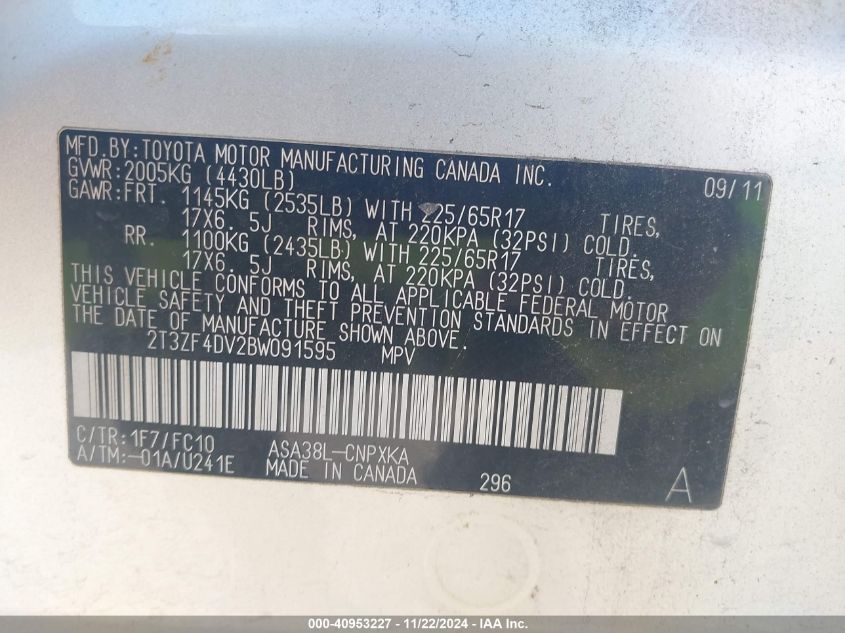 MFD. BY: TOYOTA MOTOR MANUFACTURING CANADA INC. 09/11
GVWR: 2005KG (4430LB)
GAWR: FRT. 1145KG (2535LB) WITH 225/65R17 TIRES,
17X6. 5J RIMS, AT 220KPA (32PSI) COLD.
RR. 1100KG (2435LB) WITH 225/65R17 TIRES,
17X6. 5J RIMS, AT 220KPA (32PSI) COLD.
THIS VEHICLE CONFORMS TO ALL APPLICABLE FEDERAL MOTOR
VEHICLE SAFETY AND THEFT PREVENTION STANDARDS IN EFFECT ON
THE DATE OF MANUFACTURE SHOWN ABOVE.
2T3ZF4DV2BW091595 MPV
C/TR: 1F7/FC10 ASA38L-CNPXKA
A/TM: -01A/U241E MADE IN CANADA 296 A
000-40953227 - 11/22/2024 - IAA Inc.